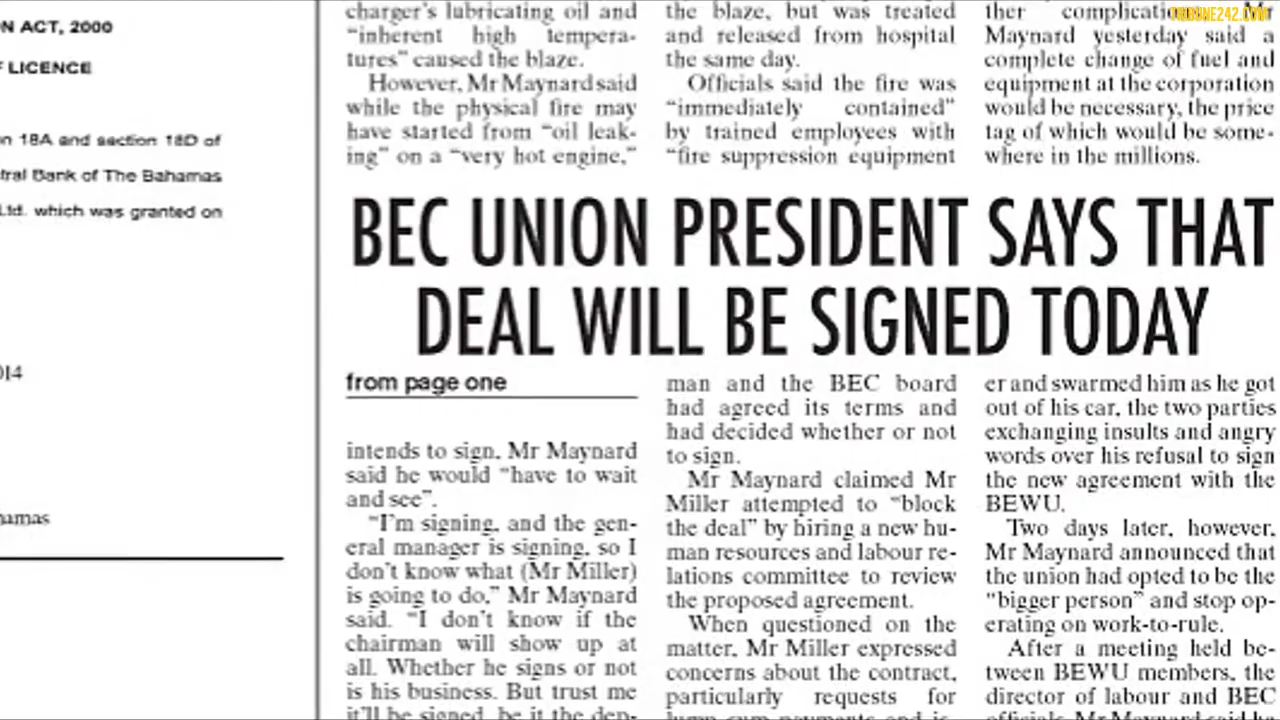 TRIBUNE242.COM
N ACT, 2000
F LICENCE
n 18A and section 18D of
tral Bank of The Bahamas
Ltd. which was granted on
014
hamas
charger's lubricating oil and
“inherent high tempera-
tures” caused the blaze.
However, Mr Maynard said
while the physical fire may
have started from “oil leak-
ing” on a “very hot engine,”
the blaze, but was treated
and released from hospital
the same day.
Officials said the fire was
“immediately contained”
by trained employees with
“fire suppression equipment
ther complication
Maynard yesterday said a
complete change of fuel and
equipment at the corporation
would be necessary, the price
tag of which would be some-
where in the millions.
BEC UNION PRESIDENT SAYS THAT
DEAL WILL BE SIGNED TODAY
from page one
intends to sign, Mr Maynard
said he would “have to wait
and see”.
“I’m signing, and the gen-
eral manager is signing, so I
don’t know what (Mr Miller)
is going to do,” Mr Maynard
said. “I don’t know if the
chairman will show up at
all. Whether he signs or not
is his business. But trust me
it’ll be signed, be it the dep-
man and the BEC board
had agreed its terms and
had decided whether or not
to sign.
Mr Maynard claimed Mr
Miller attempted to “block
the deal” by hiring a new hu-
man resources and labour re-
lations committee to review
the proposed agreement.
When questioned on the
matter, Mr Miller expressed
concerns about the contract,
particularly requests for
er and swarmed him as he got
out of his car, the two parties
exchanging insults and angry
words over his refusal to sign
the new agreement with the
BEWU.
Two days later, however,
Mr Maynard announced that
the union had opted to be the
“bigger person” and stop op-
erating on work-to-rule.
After a meeting held be-
tween BEWU members, the
director of labour and BEC